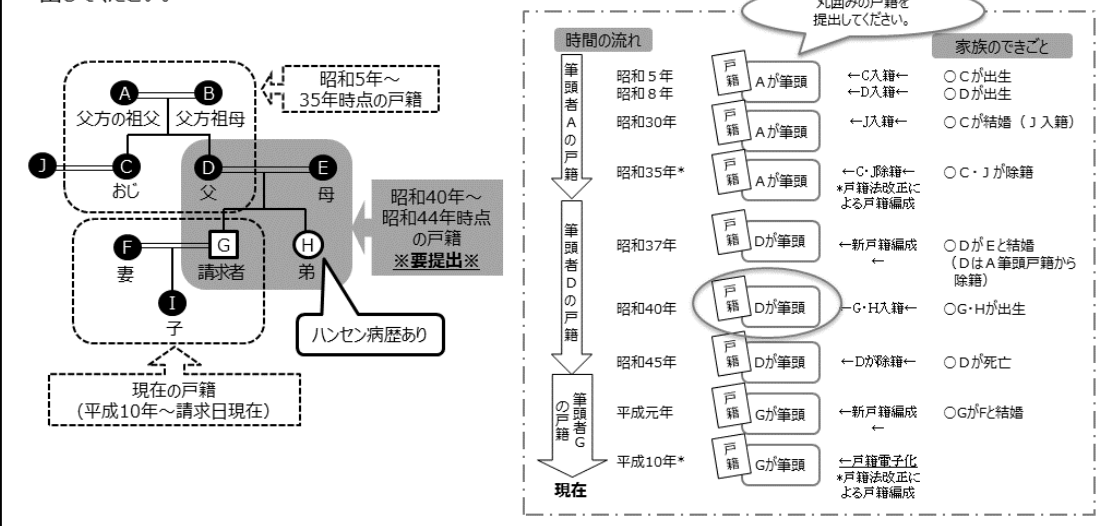 出してください。
丸囲みの戸籍を
提出してください。
A
B
父方の祖父
父方祖母
昭和5年～
35年時点の戸籍
J
C
おじ
D
父
E
母
昭和40年～
昭和44年時点
の戸籍
※要提出※
F
妻
G
請求者
H
弟
I
子
ハンセン病歴あり
現在の戸籍
(平成10年～請求日現在)
時間の流れ
家族のできごと
筆頭者Aの戸籍
昭和５年
戸籍
Aが筆頭
←C入籍←
○Cが出生
昭和８年
←D入籍←
○Dが出生
昭和30年
戸籍
Aが筆頭
←J入籍←
○Cが結婚（J入籍）
昭和35年*
戸籍
Aが筆頭
←C・J除籍←
*戸籍法改正に
よる戸籍編成
○C・Jが除籍
筆頭者Dの戸籍
昭和37年
戸籍
Dが筆頭
←新戸籍編成
←
○DがEと結婚
（DはA筆頭戸籍から
除籍）
昭和40年
戸籍
Dが筆頭
←G・H入籍←
○G・Hが出生
昭和45年
戸籍
Dが筆頭
←Dが除籍←
○Dが死亡
筆頭者G
の戸籍
平成元年
戸籍
Gが筆頭
←新戸籍編成
←
○GがFと結婚
平成10年*
戸籍
Gが筆頭
←戸籍電子化
*戸籍法改正に
よる戸籍編成
現在